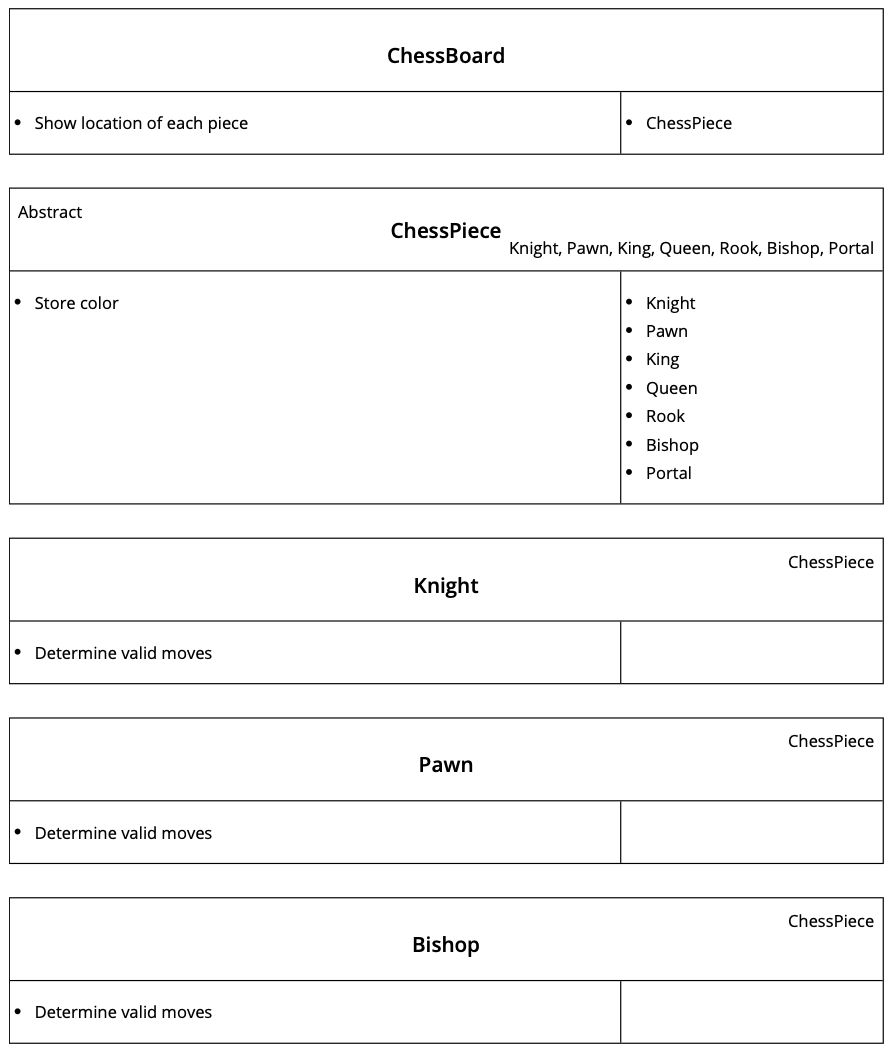 ChessBoard
• Show location of each piece
• ChessPiece
Abstract
ChessPiece
Knight, Pawn, King, Queen, Rook, Bishop, Portal
• Store color
• Knight
• Pawn
• King
• Queen
• Rook
• Bishop
• Portal
ChessPiece
Knight
• Determine valid moves
ChessPiece
Pawn
• Determine valid moves
ChessPiece
Bishop
• Determine valid moves